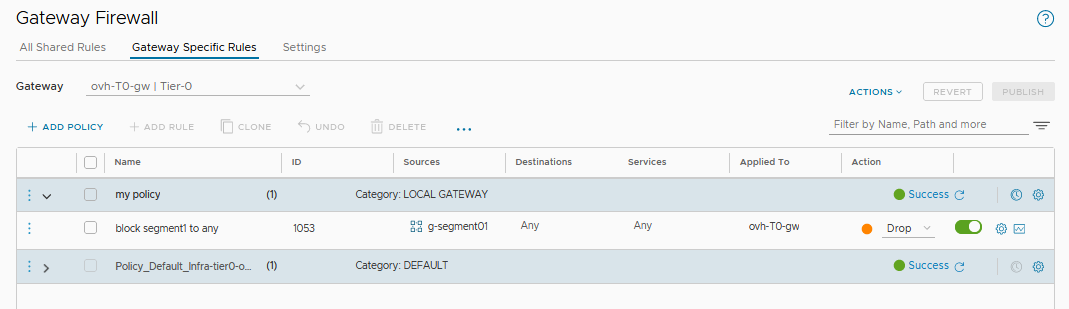 Gateway Firewall
All Shared Rules Gateway Specific Rules Settings
Gateway ovh-T0-gw | Tier-0
ACTIONS REVERT PUBLISH
+ ADD POLICY + ADD RULE CLONE UNDO DELETE ... Filter by Name, Path and more
Name ID Sources Destinations Services Applied To Action
my policy (1) Category: LOCAL GATEWAY Success
block segment1 to any 1053 g-segment01 Any Any ovh-T0-gw Drop
Policy_Default_Infra-tier0-o... (1) Category: DEFAULT Success